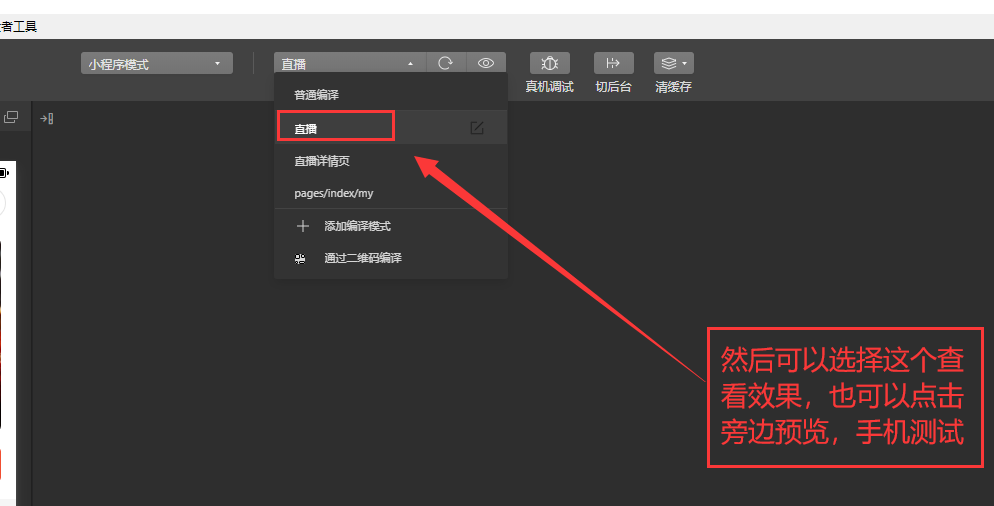 者工具
小程序模式
直播
真机调试
切后台
清缓存
普通编译
直播
直播详情页
pages/index/my
添加编译模式
通过二维码编译
然后可以选择这个查
看效果，也可以点击
旁边预览，手机测试